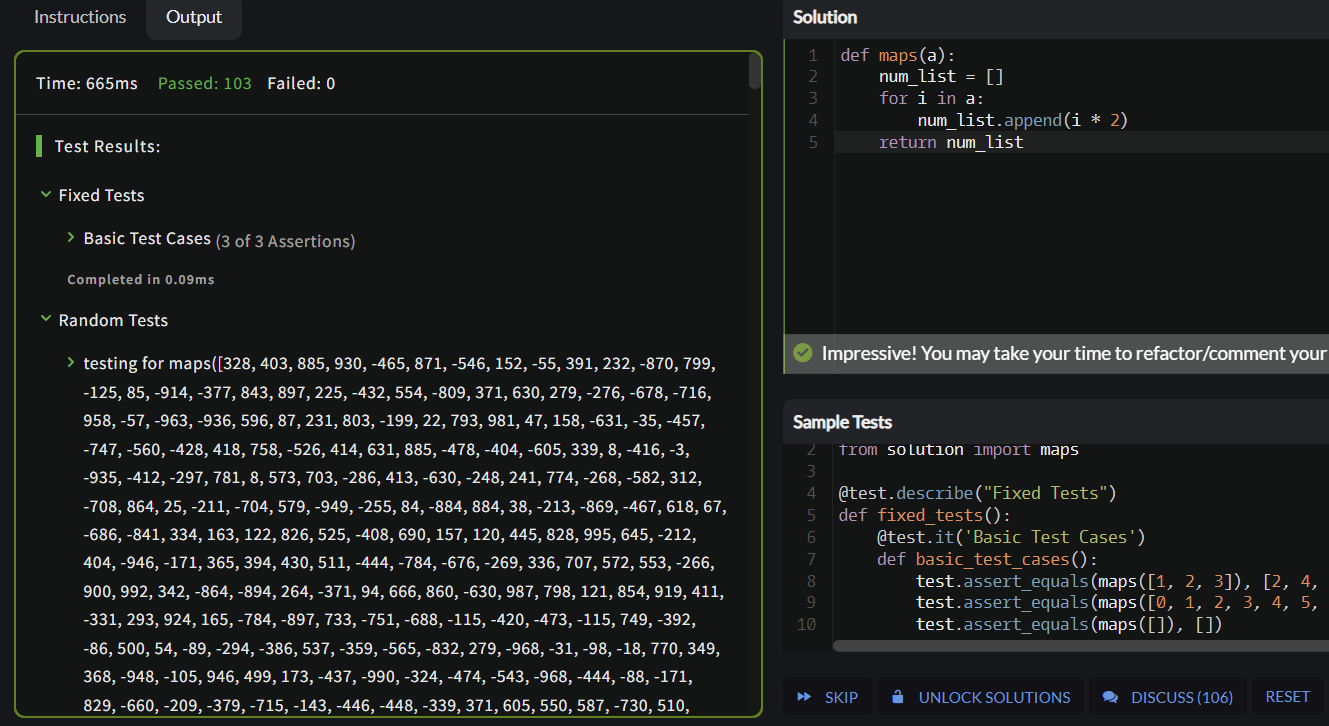 Instructions
Output
Time: 665ms Passed: 103 Failed: 0
Test Results:
Fixed Tests
Basic Test Cases (3 of 3 Assertions)
Completed in 0.09ms
Random Tests
testing for maps([328, 403, 885, 930, -465, 871, -546, 152, -55, 391, 232, -870, 799,
-125, 85, -914, -377, 843, 897, 225, -432, 554, -809, 371, 630, 279, -276, -678, -716,
958, -57, -963, -936, 596, 87, 231, 803, -199, 22, 793, 981, 47, 158, -631, -35, -457,
-747, -560, -428, 418, 758, -526, 414, 631, 885, -478, -404, -605, 339, 8, -416, -3,
-935, -412, -297, 781, 8, 573, 703, -286, 413, -630, -248, 241, 774, -268, -582, 312,
-708, 864, 25, -211, -704, 579, -949, -255, 84, -884, 884, 38, -213, -869, -467, 618, 67,
-686, -841, 334, 163, 122, 826, 525, -408, 690, 157, 120, 445, 828, 995, 645, -212,
404, -946, -171, 365, 394, 430, 511, -444, -784, -676, -269, 336, 707, 572, 553, -266,
900, 992, 342, -864, -894, 264, -371, 94, 666, 860, -630, 987, 798, 121, 854, 919, 411,
-331, 293, 924, 165, -784, -897, 733, -751, -688, -115, -420, -473, -115, 749, -392,
-86, 500, 54, -89, -294, -386, 537, -359, -565, -832, 279, -968, -31, -98, -18, 770, 349,
368, -948, -105, 946, 499, 173, -437, -990, -324, -474, -543, -968, -444, -88, -171,
829, -660, -209, -379, -715, -143, -446, -448, -339, 371, 605, 550, 587, -730, 510,
Solution
1 def maps(a):
2 num_list = []
3 for i in a:
4 num_list.append(i * 2)
5 return num_list
Impressive! You may take your time to refactor/comment your
Sample Tests
2 from solution import maps
3
4 @test.describe("Fixed Tests")
5 def fixed_tests():
6 @test.it('Basic Test Cases')
7 def basic_test_cases():
8 test.assert_equals(maps([1, 2, 3]), [2, 4,
9 test.assert_equals(maps([0, 1, 2, 3, 4, 5,
10 test.assert_equals(maps([]), [])
SKIP
UNLOCK SOLUTIONS
DISCUSS (106)
RESET